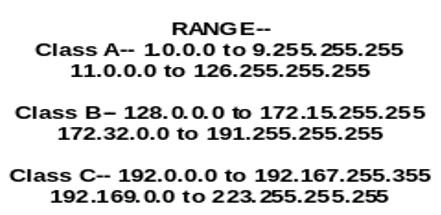 RANGE--
Class A-- 1.0.0.0 to 9.255.255.255
11.0.0.0 to 126.255.255.255
Class B– 128.0.0.0 to 172.15.255.255
172.32.0.0 to 191.255.255.255
Class C-- 192.0.0.0 to 192.167.255.355
192.169.0.0 to 223.255.255.255